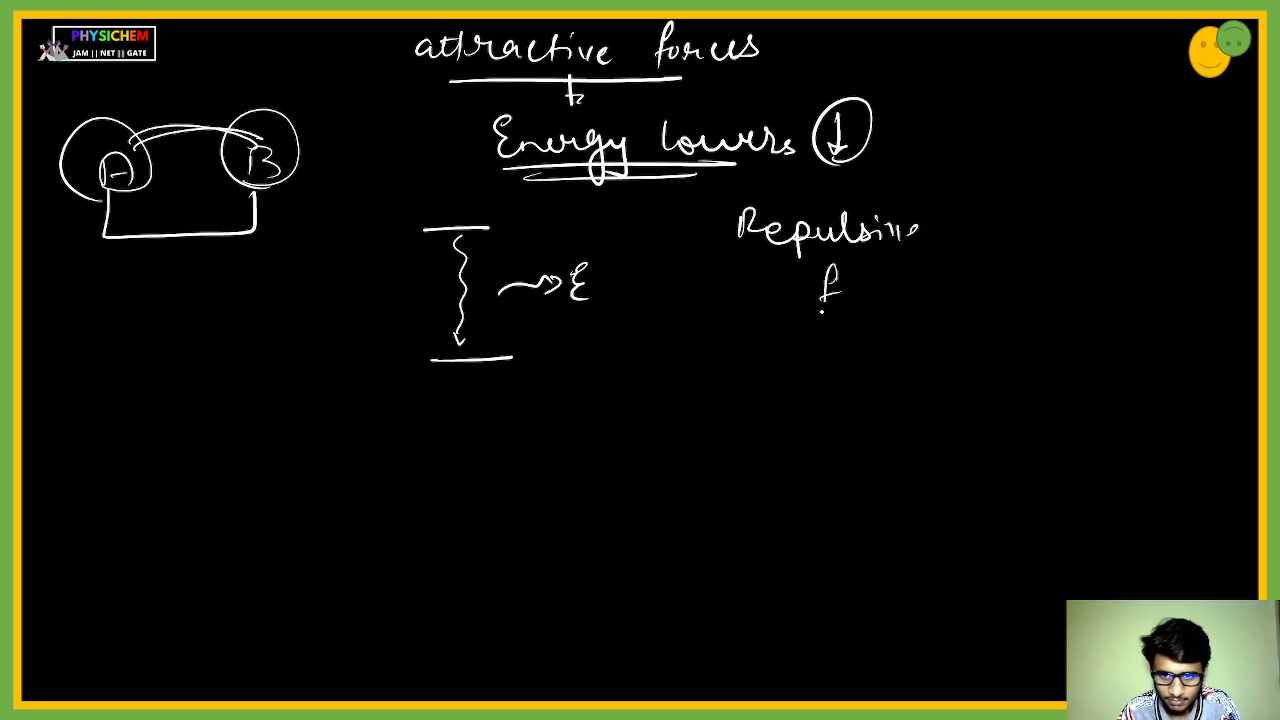 PHYSICHEM
JAM || NET || GATE
attractive forces
Energy lowers ↓
A B
Repulsive
E
f